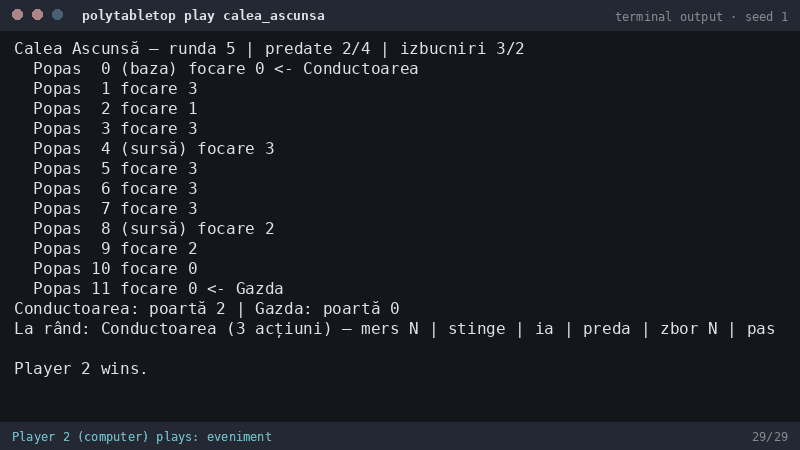 polytabletop play calea_ascunsa
terminal output · seed 1
Calea Ascunsă — runda 5 | predate 2/4 | izbucniri 3/2
Popas 0 (baza) focare 0 <- Conductoarea
Popas 1 focare 3
Popas 2 focare 1
Popas 3 focare 3
Popas 4 (sursă) focare 3
Popas 5 focare 3
Popas 6 focare 3
Popas 7 focare 3
Popas 8 (sursă) focare 2
Popas 9 focare 2
Popas 10 focare 0
Popas 11 focare 0 <- Gazda
Conductoarea: poartă 2 | Gazda: poartă 0
La rând: Conductoarea (3 acțiuni) — mers N | stinge | ia | preda | zbor N | pas
Player 2 wins.
Player 2 (computer) plays: eveniment
29/29